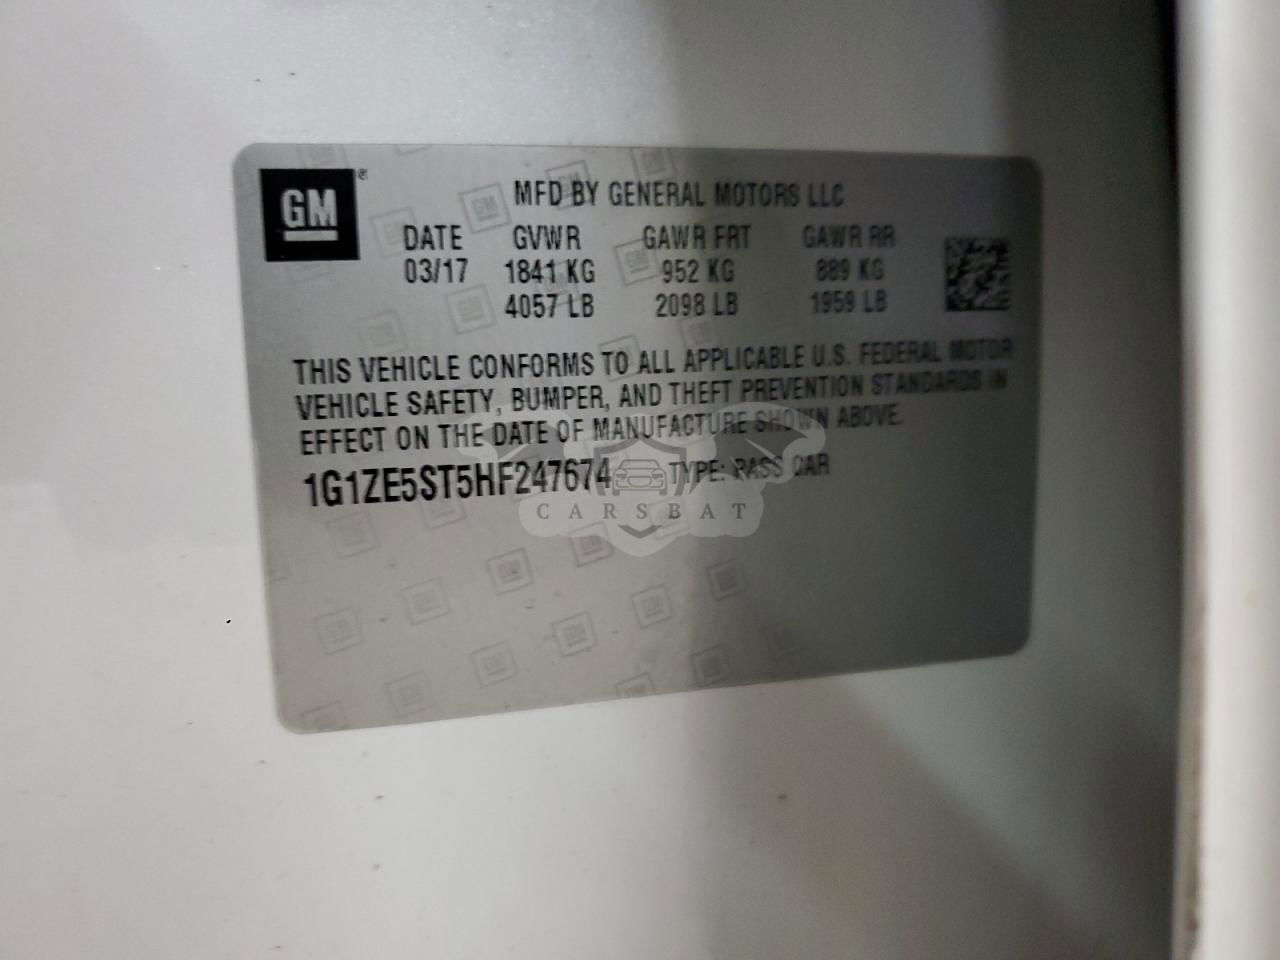 GM ®
MFD BY GENERAL MOTORS LLC
DATE GVWR GAWR FRT GAWR RR
03/17 1841 KG 952 KG 889 KG
4057 LB 2098 LB 1959 LB
THIS VEHICLE CONFORMS TO ALL APPLICABLE U.S. FEDERAL MOTOR
VEHICLE SAFETY, BUMPER, AND THEFT PREVENTION STANDARDS IN
EFFECT ON THE DATE OF MANUFACTURE SHOWN ABOVE.
1G1ZE5ST5HF247674 TYPE: PASS CAR
CARSBAT